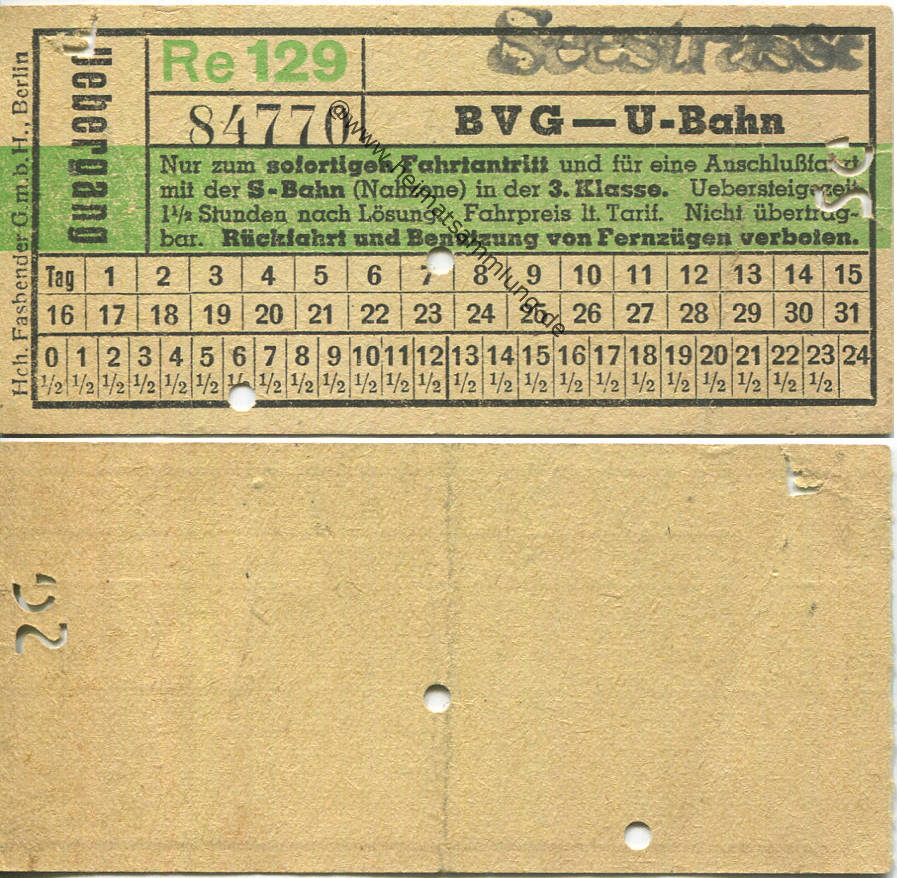 Hch. Fasbender G.m.b.H., Berlin
Uebergang
Re 129
Seestrasse
84770
BVG — U-Bahn
Nur zum sofortigen Fahrtantritt und für eine Anschlußfahrt
mit der S-Bahn (Nahzone) in der 3. Klasse. Uebersteigezeit
1½ Stunden nach Lösung. Fahrpreis lt. Tarif. Nicht übertrag-
bar. Rückfahrt und Benutzung von Fernzügen verboten.
Tag 1 2 3 4 5 6 7 8 9 10 11 12 13 14 15
16 17 18 19 20 21 22 23 24 25 26 27 28 29 30 31
0 1 2 3 4 5 6 7 8 9 10 11 12 13 14 15 16 17 18 19 20 21 22 23 24
½ ½ ½ ½ ½ ½ ½ ½ ½ ½ ½ ½ ½ ½ ½ ½ ½ ½ ½ ½ ½ ½ ½ ½
©www.heimatsammlung.de